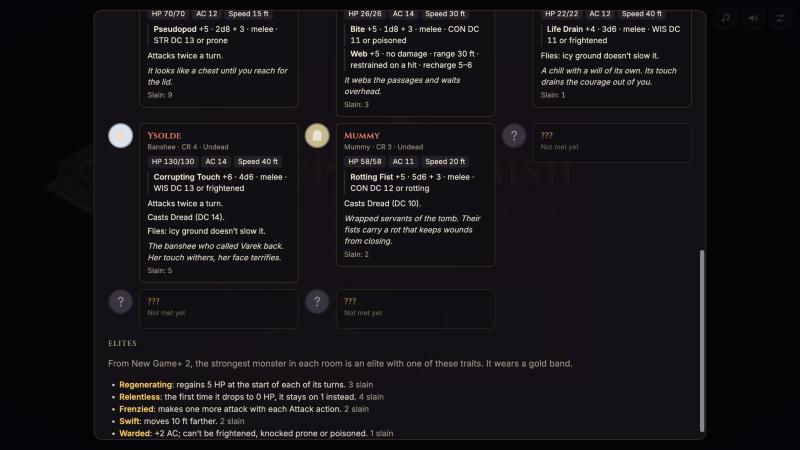 HP 70/70 AC 12 Speed 15 ft
Pseudopod +5 · 2d8 + 3 · melee ·
STR DC 13 or prone
Attacks twice a turn.
It looks like a chest until you reach for
the lid.
Slain: 9
HP 26/26 AC 14 Speed 30 ft
Bite +5 · 1d8 + 3 · melee · CON DC
11 or poisoned
Web +5 · no damage · range 30 ft ·
restrained on a hit · recharge 5–6
It webs the passages and waits
overhead.
Slain: 3
HP 22/22 AC 12 Speed 40 ft
Life Drain +4 · 3d6 · melee · WIS DC
11 or frightened
Flies: icy ground doesn't slow it.
A chill with a will of its own. Its touch
drains the courage out of you.
Slain: 1
Ysolde
Banshee · CR 4 · Undead
HP 130/130 AC 14 Speed 40 ft
Corrupting Touch +6 · 4d6 · melee ·
WIS DC 13 or frightened
Attacks twice a turn.
Casts Dread (DC 14).
Flies: icy ground doesn't slow it.
The banshee who called Varek back.
Her touch withers, her face terrifies.
Slain: 5
Mummy
Mummy · CR 3 · Undead
HP 58/58 AC 11 Speed 20 ft
Rotting Fist +5 · 5d6 + 3 · melee ·
CON DC 12 or rotting
Casts Dread (DC 10).
Wrapped servants of the tomb. Their
fists carry a rot that keeps wounds
from closing.
Slain: 2
?
???
Not met yet
?
???
Not met yet
?
???
Not met yet
ELITES
From New Game+ 2, the strongest monster in each room is an elite with one of these traits. It wears a gold band.
• Regenerating: regains 5 HP at the start of each of its turns. 3 slain
• Relentless: the first time it drops to 0 HP, it stays on 1 instead. 4 slain
• Frenzied: makes one more attack with each Attack action. 2 slain
• Swift: moves 10 ft farther. 2 slain
• Warded: +2 AC; can't be frightened, knocked prone or poisoned. 1 slain